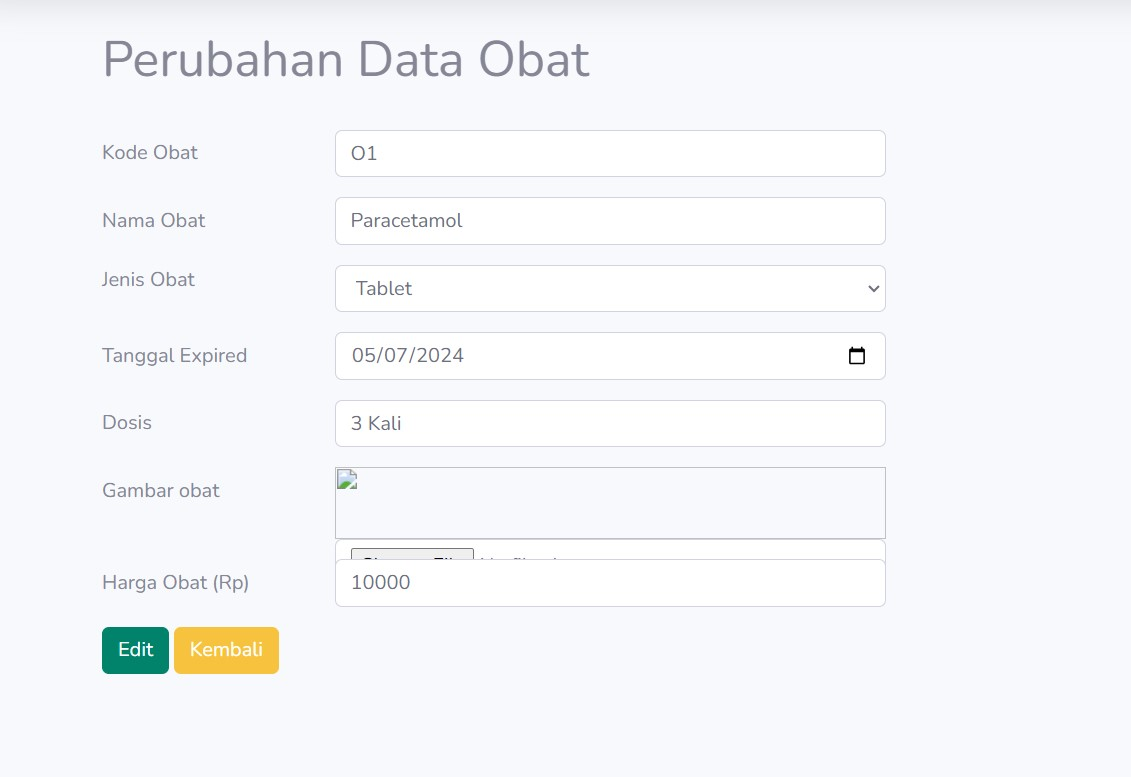 Perubahan Data Obat
Kode Obat
O1
Nama Obat
Paracetamol
Jenis Obat
Tablet
Tanggal Expired
05/07/2024
Dosis
3 Kali
Gambar obat
Harga Obat (Rp)
10000
Edit
Kembali